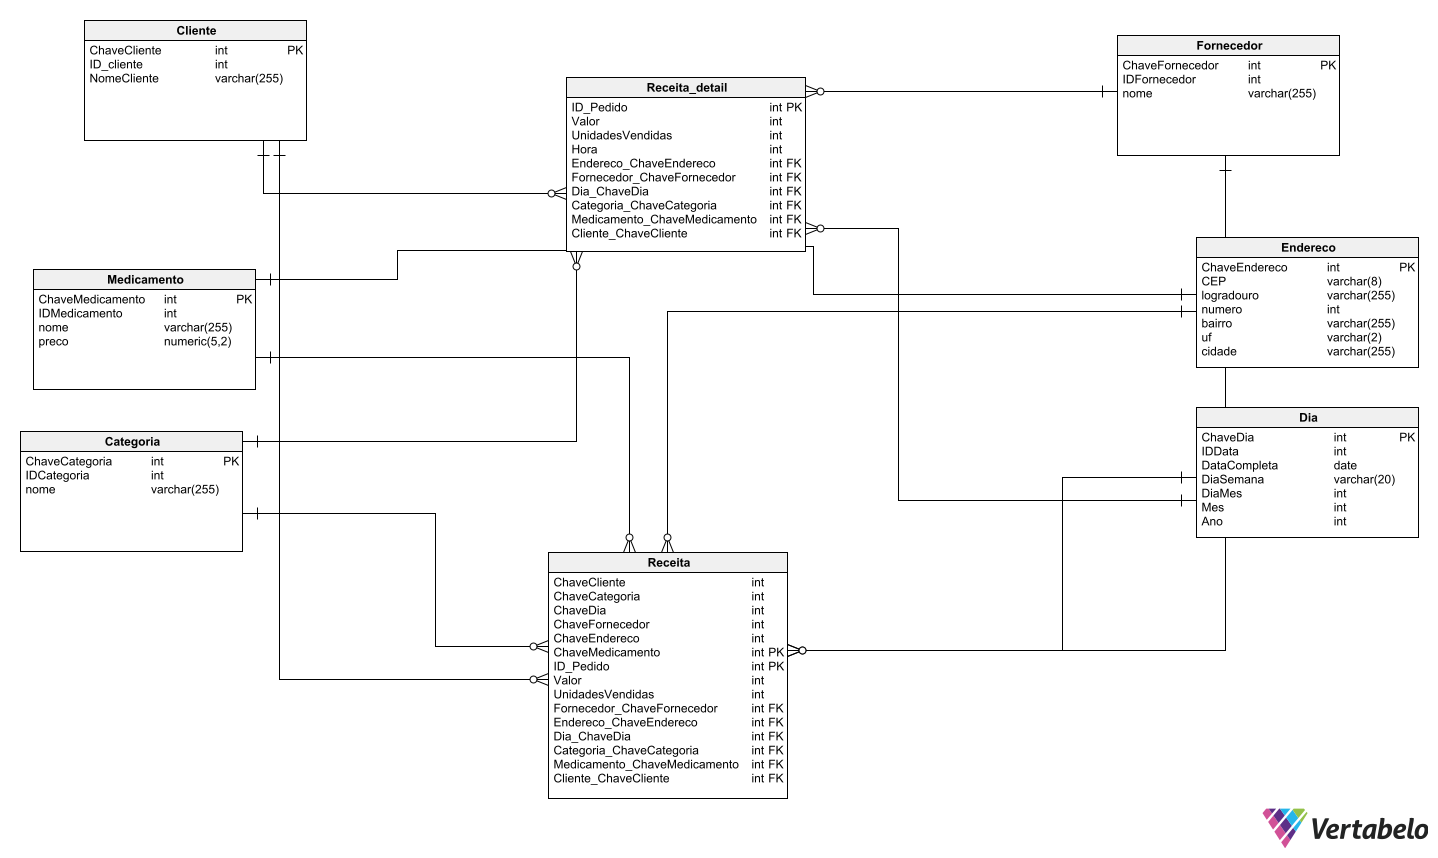 Cliente
ChaveCliente int PK
ID_cliente int
NomeCliente varchar(255)
Fornecedor
ChaveFornecedor int PK
IDFornecedor int
nome varchar(255)
Receita_detail
ID_Pedido int PK
Valor int
UnidadesVendidas int
Hora int
Endereco_ChaveEndereco int FK
Fornecedor_ChaveFornecedor int FK
Dia_ChaveDia int FK
Categoria_ChaveCategoria int FK
Medicamento_ChaveMedicamento int FK
Cliente_ChaveCliente int FK
Medicamento
ChaveMedicamento int PK
IDMedicamento int
nome varchar(255)
preco numeric(5,2)
Endereco
ChaveEndereco int PK
CEP varchar(8)
logradouro varchar(255)
numero int
bairro varchar(255)
uf varchar(2)
cidade varchar(255)
Categoria
ChaveCategoria int PK
IDCategoria int
nome varchar(255)
Dia
ChaveDia int PK
IDData int
DataCompleta date
DiaSemana varchar(20)
DiaMes int
Mes int
Ano int
Receita
ChaveCliente int
ChaveCategoria int
ChaveDia int
ChaveFornecedor int
ChaveEndereco int
ChaveMedicamento int PK
ID_Pedido int PK
Valor int
UnidadesVendidas int
Fornecedor_ChaveFornecedor int FK
Endereco_ChaveEndereco int FK
Dia_ChaveDia int FK
Categoria_ChaveCategoria int FK
Medicamento_ChaveMedicamento int FK
Cliente_ChaveCliente int FK
Vertabelo